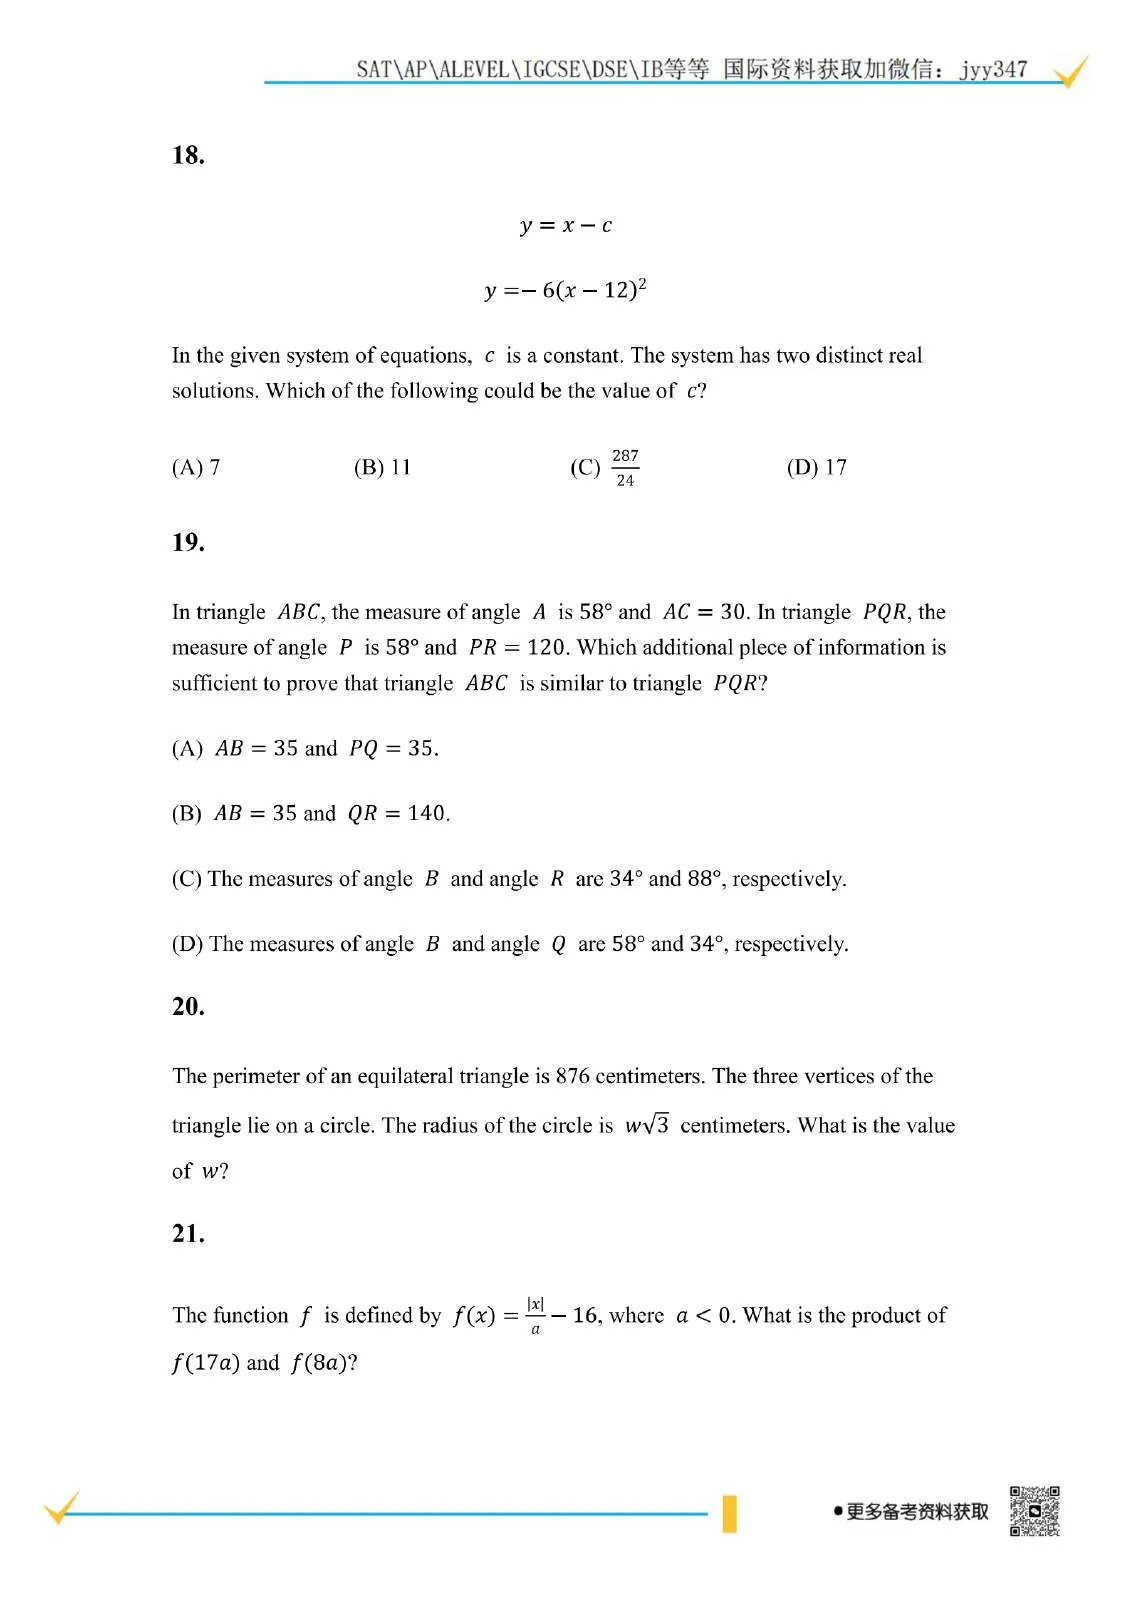 SAT\AP\ALEVEL\IGCSE\DSE\IB等等 国际资料获取加微信：jyy347
18.
y = x − c
y =− 6(x − 12)²
In the given system of equations, c is a constant. The system has two distinct real
solutions. Which of the following could be the value of c?
(A) 7 (B) 11 (C) 287/24 (D) 17
19.
In triangle ABC, the measure of angle A is 58° and AC = 30. In triangle PQR, the
measure of angle P is 58° and PR = 120. Which additional plece of information is
sufficient to prove that triangle ABC is similar to triangle PQR?
(A) AB = 35 and PQ = 35.
(B) AB = 35 and QR = 140.
(C) The measures of angle B and angle R are 34° and 88°, respectively.
(D) The measures of angle B and angle Q are 58° and 34°, respectively.
20.
The perimeter of an equilateral triangle is 876 centimeters. The three vertices of the
triangle lie on a circle. The radius of the circle is w√3 centimeters. What is the value
of w?
21.
The function f is defined by f(x) = |x|/a − 16, where a < 0. What is the product of
f(17a) and f(8a)?
•更多备考资料获取